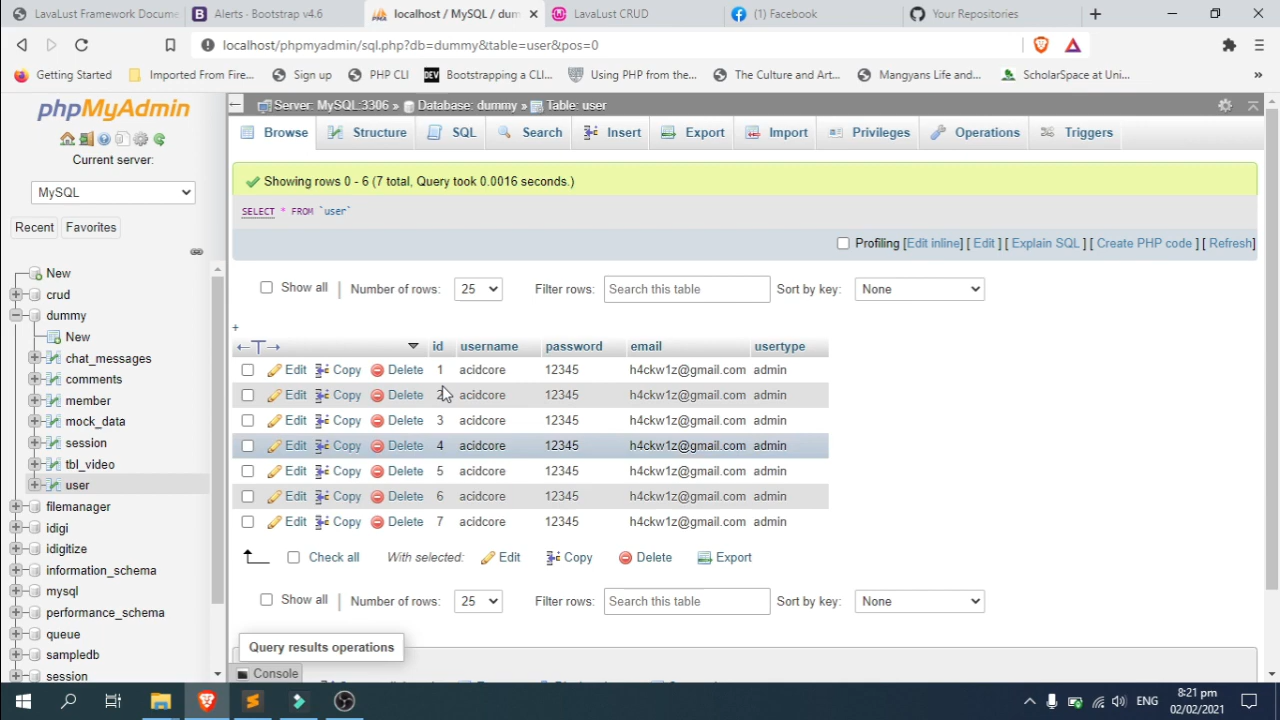 LavaLust Framework Docume
Alerts - Bootstrap v4.6
localhost / MySQL / dum
LavaLust CRUD
(1) Facebook
Your Repositories
localhost/phpmyadmin/sql.php?db=dummy&table=user&pos=0
Getting Started
Imported From Fire...
Sign up
PHP CLI
DEV
Bootstrapping a CLI...
Using PHP from the...
The Culture and Art...
Mangyans Life and...
ScholarSpace at Uni...
phpMyAdmin
Current server:
MySQL
Recent
Favorites
New
crud
dummy
New
chat_messages
comments
member
mock_data
session
tbl_video
user
filemanager
idigi
idigitize
information_schema
mysql
performance_schema
queue
sampledb
session
Server: MySQL:3306 » Database: dummy » Table: user
Browse Structure SQL Search Insert Export Import Privileges Operations Triggers
Showing rows 0 - 6 (7 total, Query took 0.0016 seconds.)
SELECT * FROM `user`
Profiling [Edit inline] [ Edit ] [ Explain SQL ] [ Create PHP code ] [ Refresh]
Show all | Number of rows: 25 Filter rows: Search this table Sort by key: None
+
id username password email usertype
Edit Copy Delete 1 acidcore 12345 h4ckw1z@gmail.com admin
Edit Copy Delete 2 acidcore 12345 h4ckw1z@gmail.com admin
Edit Copy Delete 3 acidcore 12345 h4ckw1z@gmail.com admin
Edit Copy Delete 4 acidcore 12345 h4ckw1z@gmail.com admin
Edit Copy Delete 5 acidcore 12345 h4ckw1z@gmail.com admin
Edit Copy Delete 6 acidcore 12345 h4ckw1z@gmail.com admin
Edit Copy Delete 7 acidcore 12345 h4ckw1z@gmail.com admin
Check all With selected: Edit Copy Delete Export
Show all | Number of rows: 25 Filter rows: Search this table Sort by key: None
Query results operations
Console
ENG
8:21 pm
02/02/2021